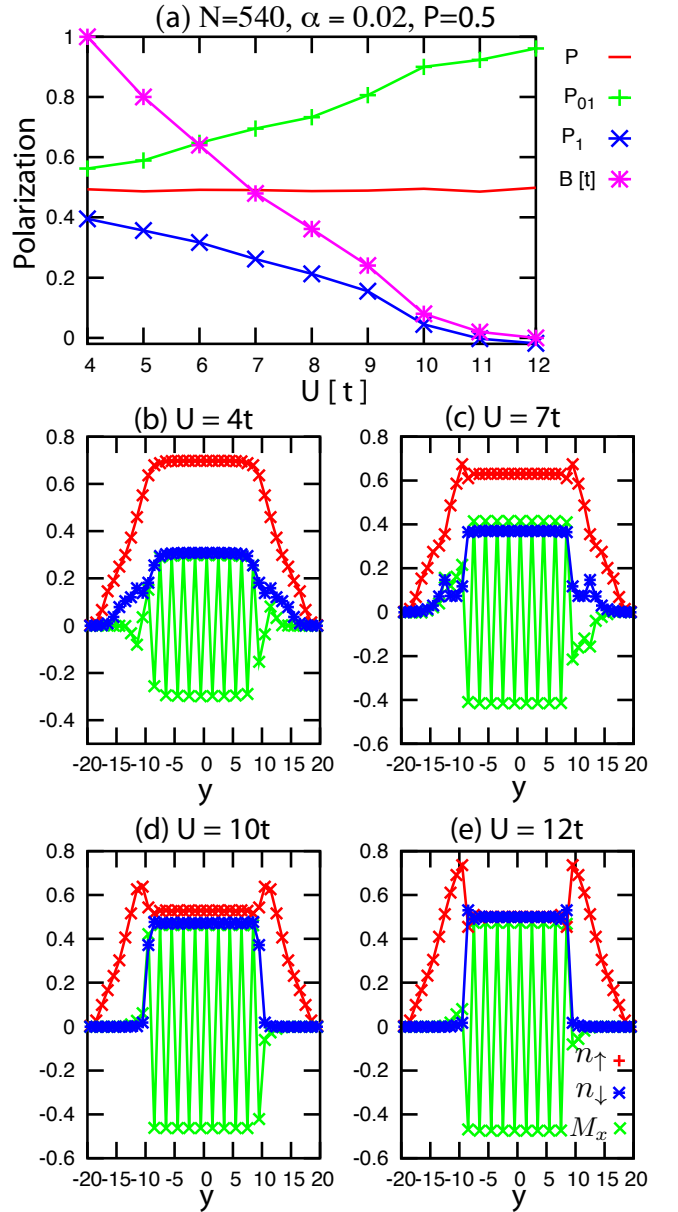 (a) N=540, α = 0.02, P=0.5
Polarization
1
0.8
0.6
0.4
0.2
0
4 5 6 7 8 9 10 11 12
U [ t ]
P
P01
P1
B [t]
(b) U = 4t
0.8
0.6
0.4
0.2
0
-0.2
-0.4
-20 -15 -10 -5 0 5 10 15 20
y
(c) U = 7t
0.8
0.6
0.4
0.2
0
-0.2
-0.4
-0.6
-20 -15 -10 -5 0 5 10 15 20
y
(d) U = 10t
0.8
0.6
0.4
0.2
0
-0.2
-0.4
-0.6
-20 -15 -10 -5 0 5 10 15 20
y
(e) U = 12t
0.8
0.6
0.4
0.2
0
-0.2
-0.4
-0.6
-20 -15 -10 -5 0 5 10 15 20
y
n↑
n↓
Mx